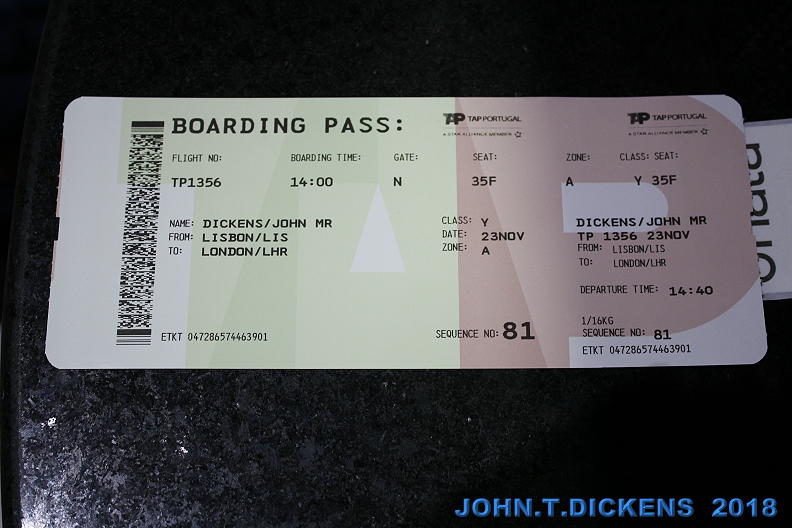 BOARDING PASS:
TAP TAP PORTUGAL
A STAR ALLIANCE MEMBER
TAP TAP PORTUGAL
A STAR ALLIANCE MEMBER
FLIGHT NO: BOARDING TIME: GATE: SEAT: ZONE: CLASS: SEAT:
TP1356 14:00 N 35F A Y 35F
NAME: DICKENS/JOHN MR
FROM: LISBON/LIS
TO: LONDON/LHR
CLASS: Y
DATE: 23NOV
ZONE: A
DICKENS/JOHN MR
TP 1356 23NOV
FROM: LISBON/LIS
TO: LONDON/LHR
DEPARTURE TIME: 14:40
ETKT 047286574463901
SEQUENCE NO: 81
1/16KG
SEQUENCE NO: 81
ETKT 047286574463901
JOHN.T.DICKENS 2018